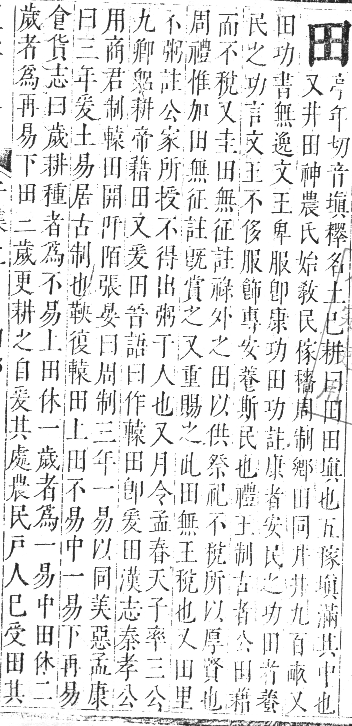 田 亭年切音塡釋名土已耕曰田田塡也五稼塡滿其中也
又井田神農氏始敎民稼穡周制鄕田同井井九百畝又
田功書無逸文王卑服卽康功田功註康者安民之功田者養
民之功言文王不侈服飾專安養斯民也禮王制古者公田藉
而不稅又圭田無征註祿外之田以供祭祀不稅所以厚賢也
周禮惟加田無征註旣賞之又重賜之此田無王稅也又田里
不粥註公家所授不得出粥于人也又月令孟春天子率三公
九卿躬耕帝籍田又爰田晉語曰作轅田卽爰田漢志秦孝公
用商君制轅田開阡陌張晏曰周制三年一易以同美惡孟康
曰三年爰土易居古制也鞅復轅田上田不易中一易下再易
食貨志曰歲耕種者爲不易上田休一歲者爲一易中田休二
歲者爲再易下田三歲更耕之自爰其處農民戶人已受田其